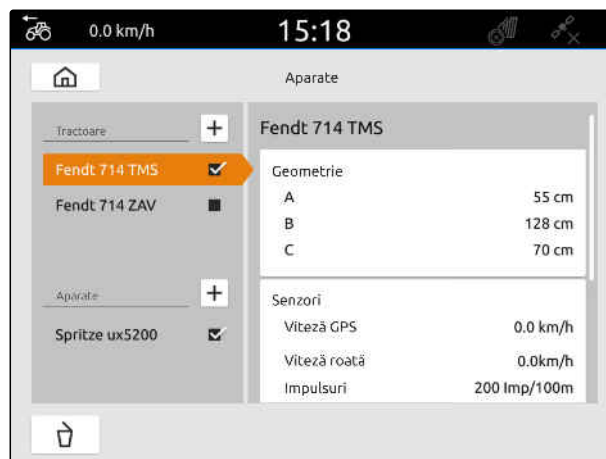 0.0 km/h 15:18
Aparate
Tractoare +
Fendt 714 TMS
Fendt 714 ZAV
Aparate +
Spritze ux5200
Fendt 714 TMS
Geometrie
A 55 cm
B 128 cm
C 70 cm
Senzori
Viteză GPS 0.0 km/h
Viteză roată 0.0km/h
Impulsuri 200 Imp/100m